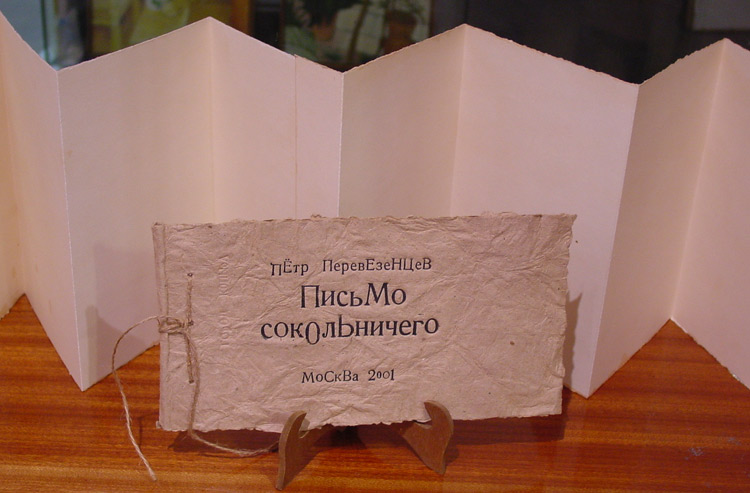 пЁтр ПеревЕзеНЦеВ
ПисьМо
сокОлЬничего
МоСкВа 2001